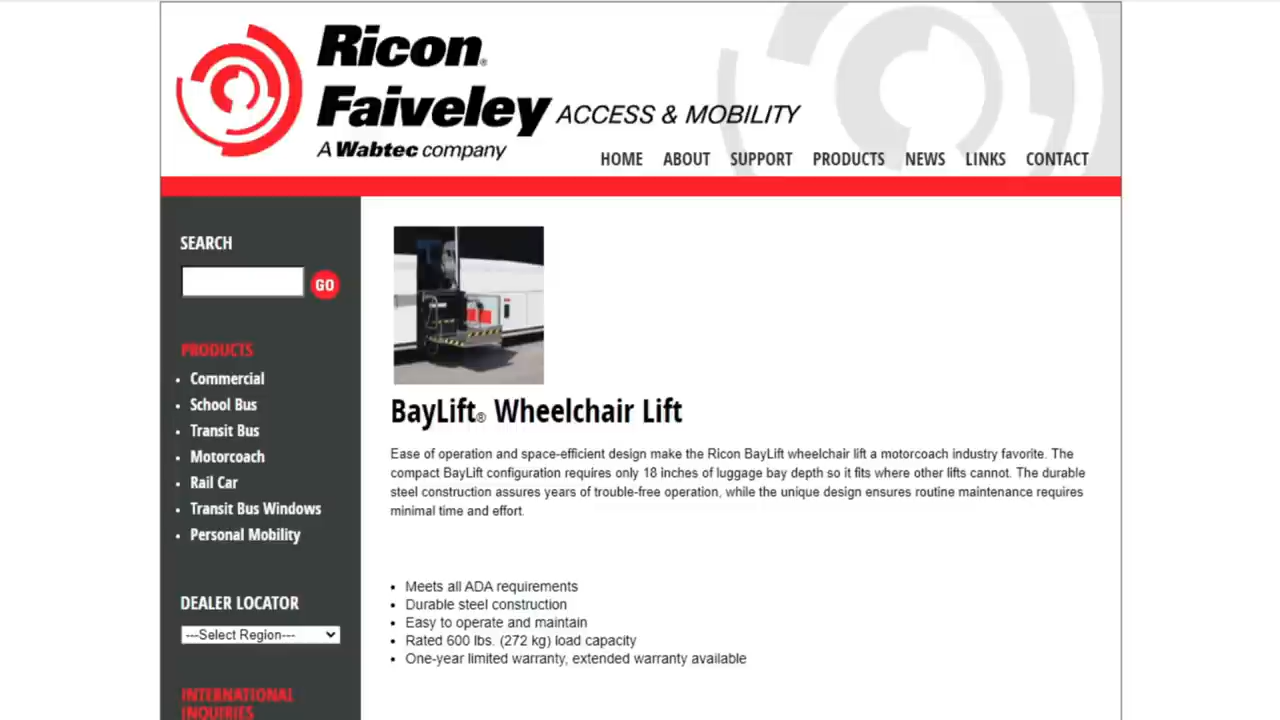 Ricon®
Faiveley ACCESS & MOBILITY
A Wabtec company
HOME ABOUT SUPPORT PRODUCTS NEWS LINKS CONTACT
SEARCH
GO
PRODUCTS
• Commercial
• School Bus
• Transit Bus
• Motorcoach
• Rail Car
• Transit Bus Windows
• Personal Mobility
DEALER LOCATOR
---Select Region---
INTERNATIONAL
INQUIRIES
BayLift® Wheelchair Lift
Ease of operation and space-efficient design make the Ricon BayLift wheelchair lift a motorcoach industry favorite. The
compact BayLift configuration requires only 18 inches of luggage bay depth so it fits where other lifts cannot. The durable
steel construction assures years of trouble-free operation, while the unique design ensures routine maintenance requires
minimal time and effort.
• Meets all ADA requirements
• Durable steel construction
• Easy to operate and maintain
• Rated 600 lbs. (272 kg) load capacity
• One-year limited warranty, extended warranty available